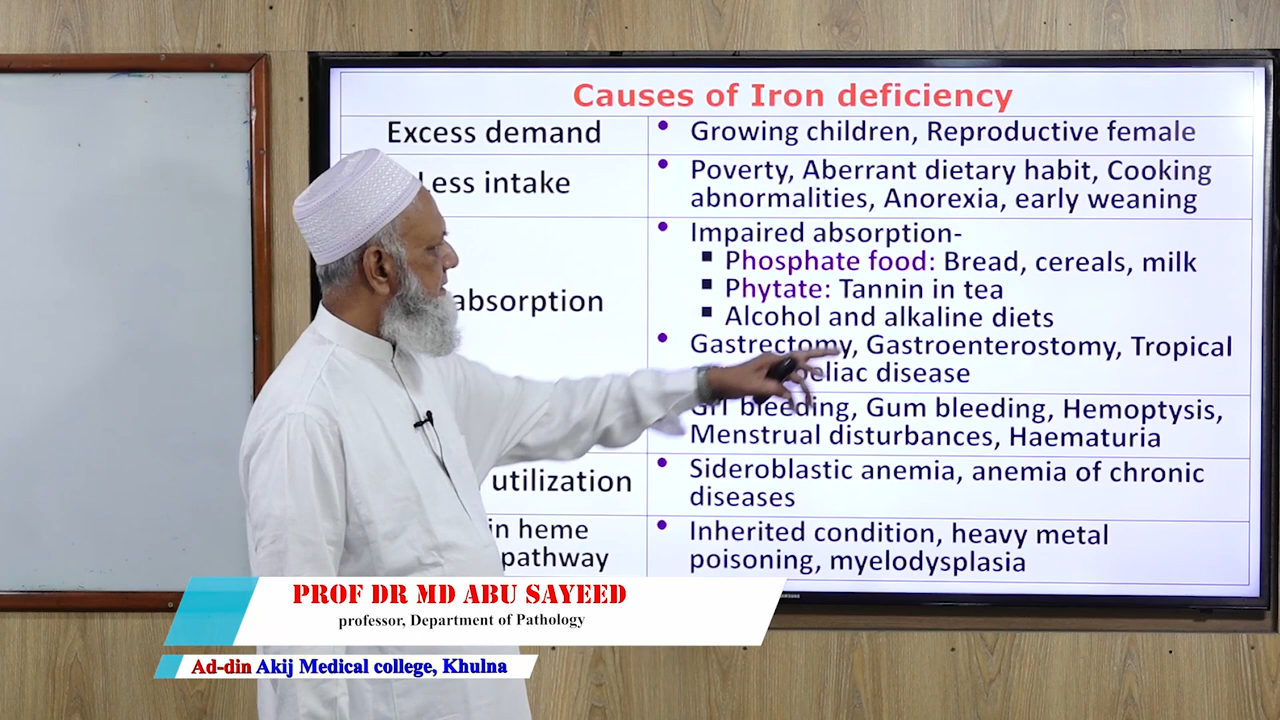 Causes of Iron deficiency
Excess demand
• Growing children, Reproductive female
Less intake
• Poverty, Aberrant dietary habit, Cooking
abnormalities, Anorexia, early weaning
absorption
• Impaired absorption-
▪ Phosphate food: Bread, cereals, milk
▪ Phytate: Tannin in tea
▪ Alcohol and alkaline diets
• Gastrectomy, Gastroenterostomy, Tropical
disease
GIT bleeding, Gum bleeding, Hemoptysis,
Menstrual disturbances, Haematuria
utilization
• Sideroblastic anemia, anemia of chronic
diseases
in heme
pathway
• Inherited condition, heavy metal
poisoning, myelodysplasia
PROF DR MD ABU SAYEED
professor, Department of Pathology
Ad-din Akij Medical college, Khulna